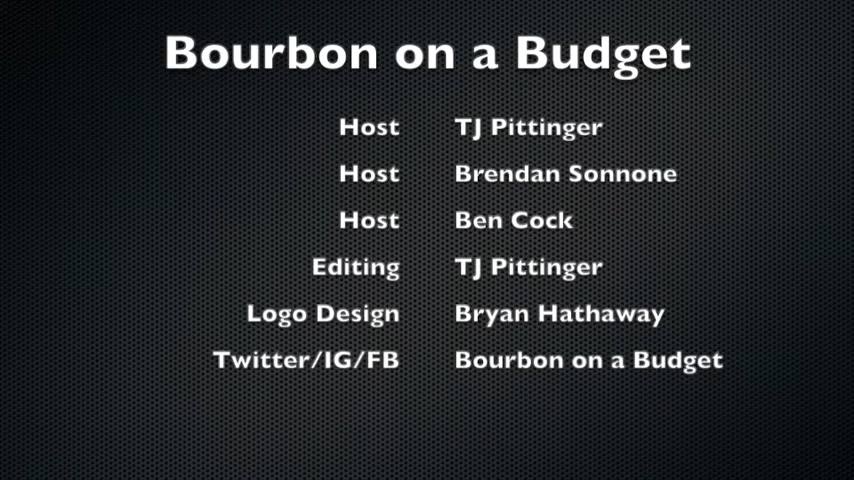 Bourbon on a Budget
Host TJ Pittinger
Host Brendan Sonnone
Host Ben Cock
Editing TJ Pittinger
Logo Design Bryan Hathaway
Twitter/IG/FB Bourbon on a Budget